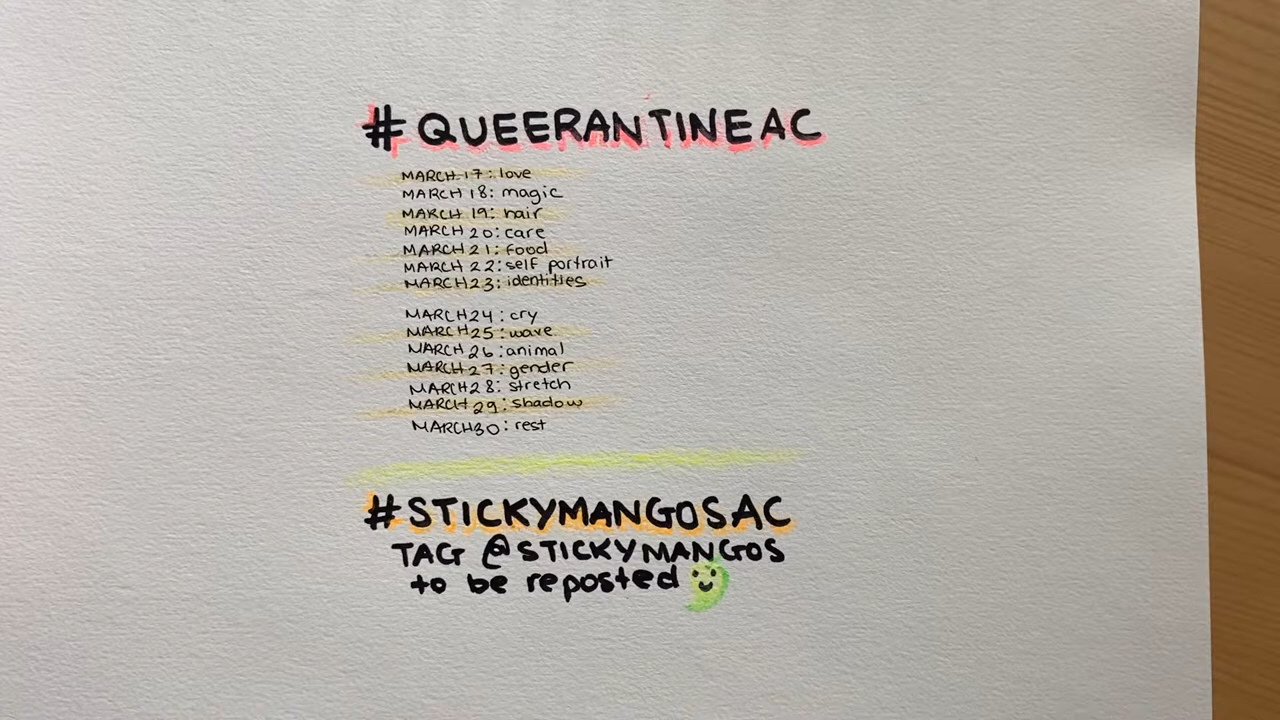 #QUEERANTINEAC
MARCH 17: love
MARCH 18: magic
MARCH 19: hair
MARCH 20: care
MARCH 21: food
MARCH 22: self portrait
MARCH 23: identities
MARCH 24: cry
MARCH 25: wave
MARCH 26: animal
MARCH 27: gender
MARCH 28: stretch
MARCH 29: shadow
MARCH 30: rest
#STICKYMANGOSAC
TAG @STICKYMANGOS
to be reposted